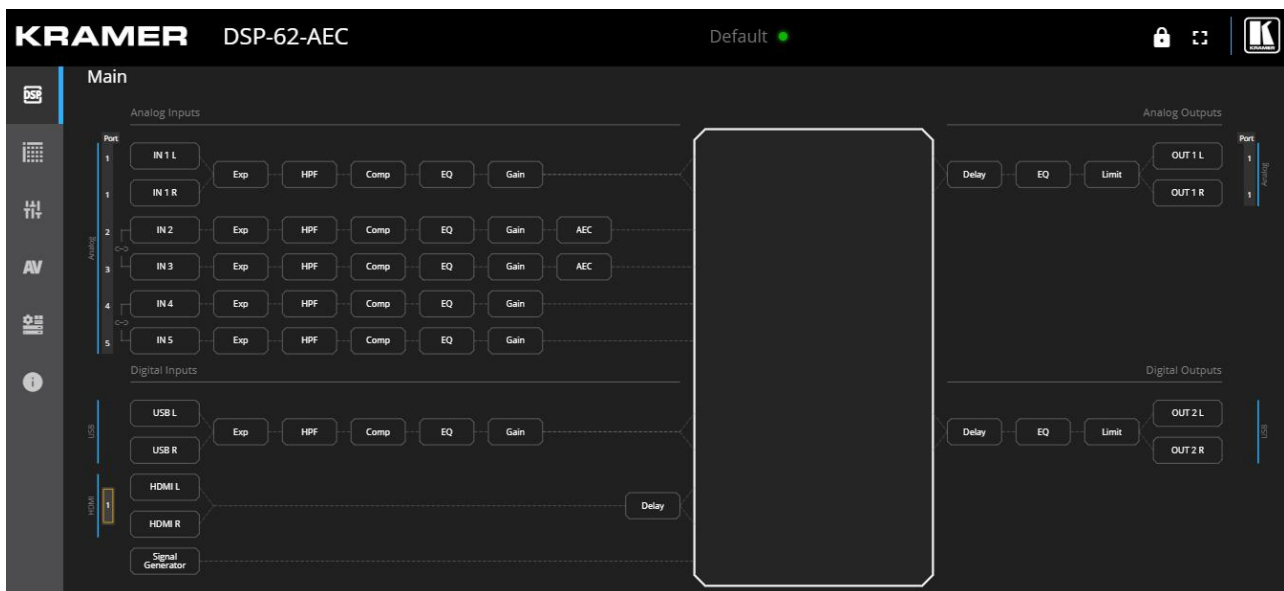 KRAMER DSP-62-AEC Default
KRAMER
DSP
Main
Analog Inputs
Analog Outputs
Port
Port
1 IN 1 L
OUT 1 L 1
Exp HPF Comp EQ Gain
Delay EQ Limit
1 IN 1 R
OUT 1 R 1
Analog
2 IN 2 Exp HPF Comp EQ Gain AEC
Analog
AV
3 IN 3 Exp HPF Comp EQ Gain AEC
4 IN 4 Exp HPF Comp EQ Gain
5 IN 5 Exp HPF Comp EQ Gain
Digital Inputs
Digital Outputs
USB L
OUT 2 L
USB
Exp HPF Comp EQ Gain
Delay EQ Limit
USB
USB R
OUT 2 R
HDMI L
HDMI 1
Delay
HDMI R
Signal
Generator